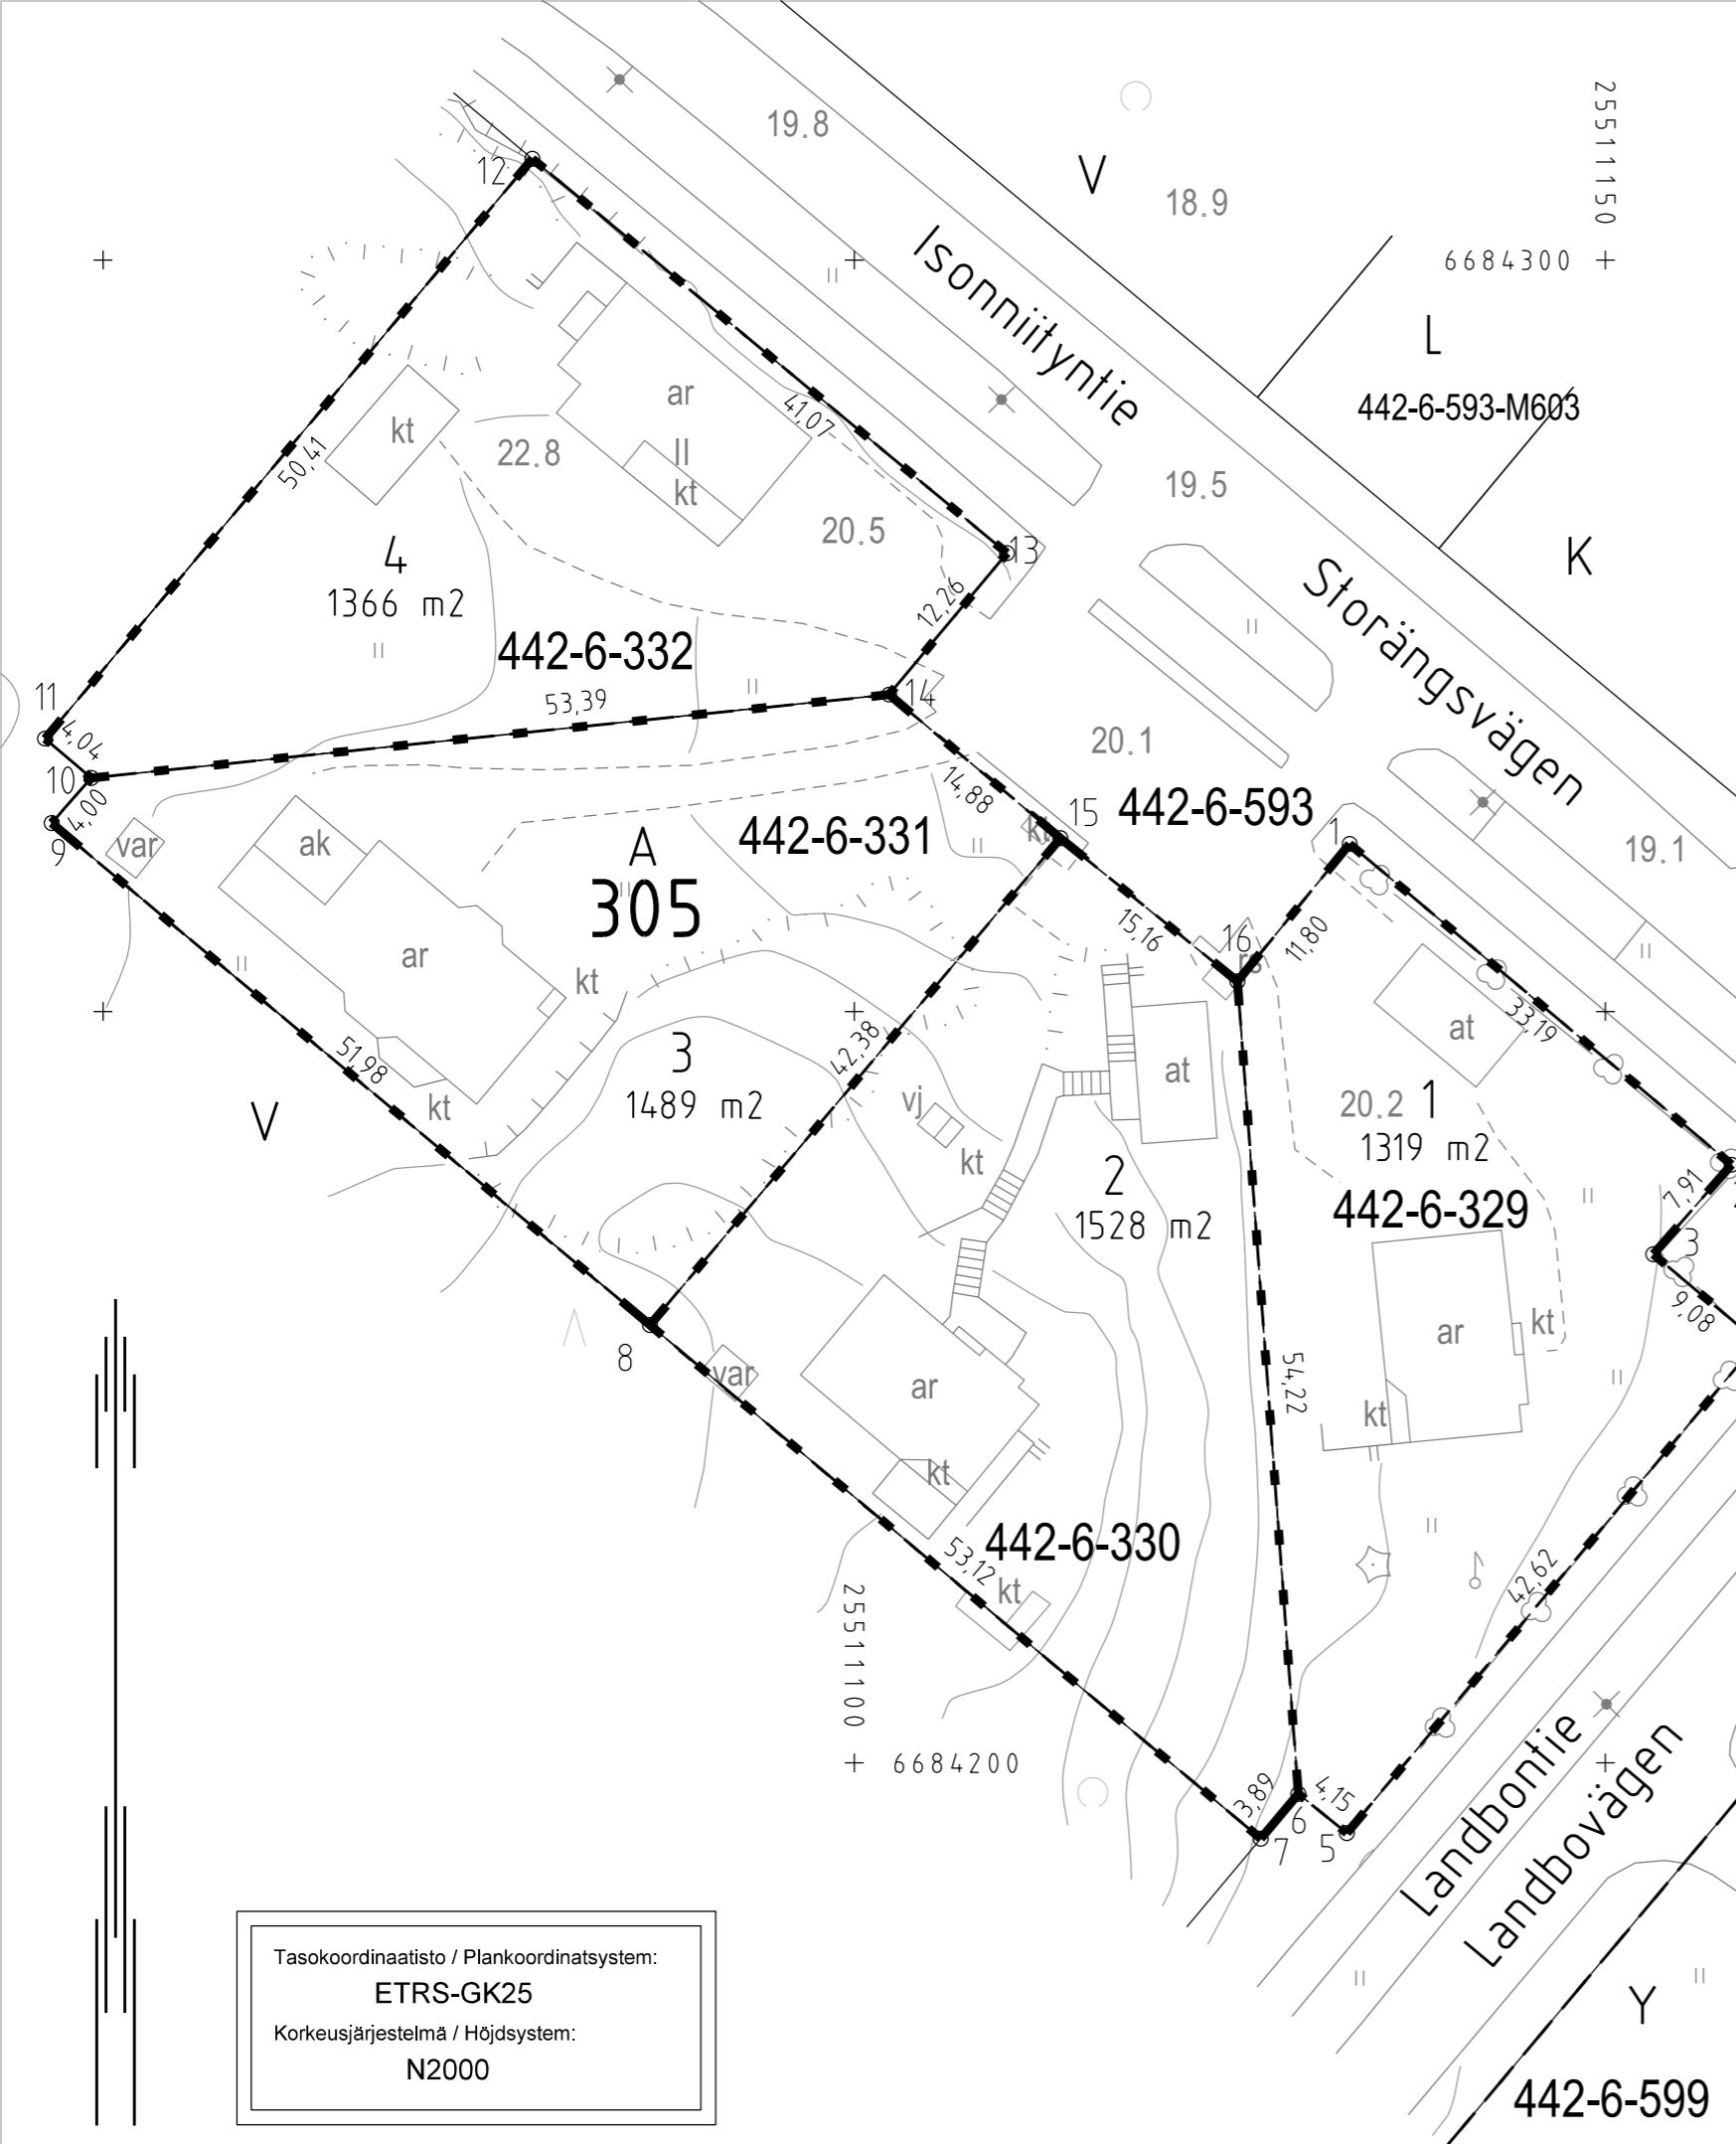 19.8
V
18.9
2551150
6684300
12
Isonniityntie
L
442-6-593-M603
ar
II
kt
kt
41,07
22.8
50,41
19.5
20.5
K
13
4
1366 m2
12,26
Storängsvägen
442-6-332
53,39
11
14
4,04
20.1
10
4,00
14,88
15
442-6-593
1
9
var
ak
A
305
442-6-331
kt
19.1
15,16
16
rs
11,80
ar
kt
33,19
at
51,98
3
1489 m2
42,38
at
kt
V
vj
kt
20.2
1
1319 m2
2
1528 m2
7,91
442-6-329
3
9,08
8
var
ar
kt
54,22
ar
kt
kt
442-6-330
53,12
kt
42,62
2551100
6684200
3,89
4,15
6
7
5
Landbontie
Landbovägen
Tasokoordinaatisto / Plankoordinatsystem:
ETRS-GK25
Korkeusjärjestelmä / Höjdsystem:
N2000
Y
442-6-599